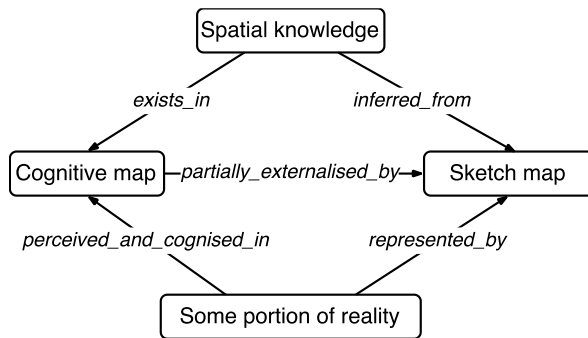 Spatial knowledge
exists_in
inferred_from
Cognitive map
partially_externalised_by
Sketch map
perceived_and_cognised_in
represented_by
Some portion of reality